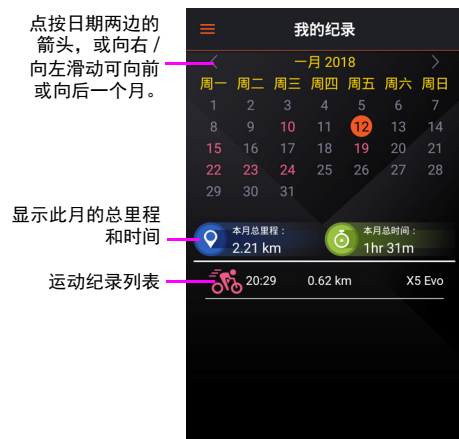 点按日期两边的
箭头，或向右 /
向左滑动可向前
或向后一个月。
显示此月的总里程
和时间
运动纪录列表
我的纪录
一月 2018
周一 周二 周三 周四 周五 周六 周日
1 2 3 4 5 6 7
8 9 10 11 12 13 14
15 16 17 18 19 20 21
22 23 24 25 26 27 28
29 30 31
本月总里程： 本月总时间：
2.21 km 1hr 31m
20:29 0.62 km X5 Evo